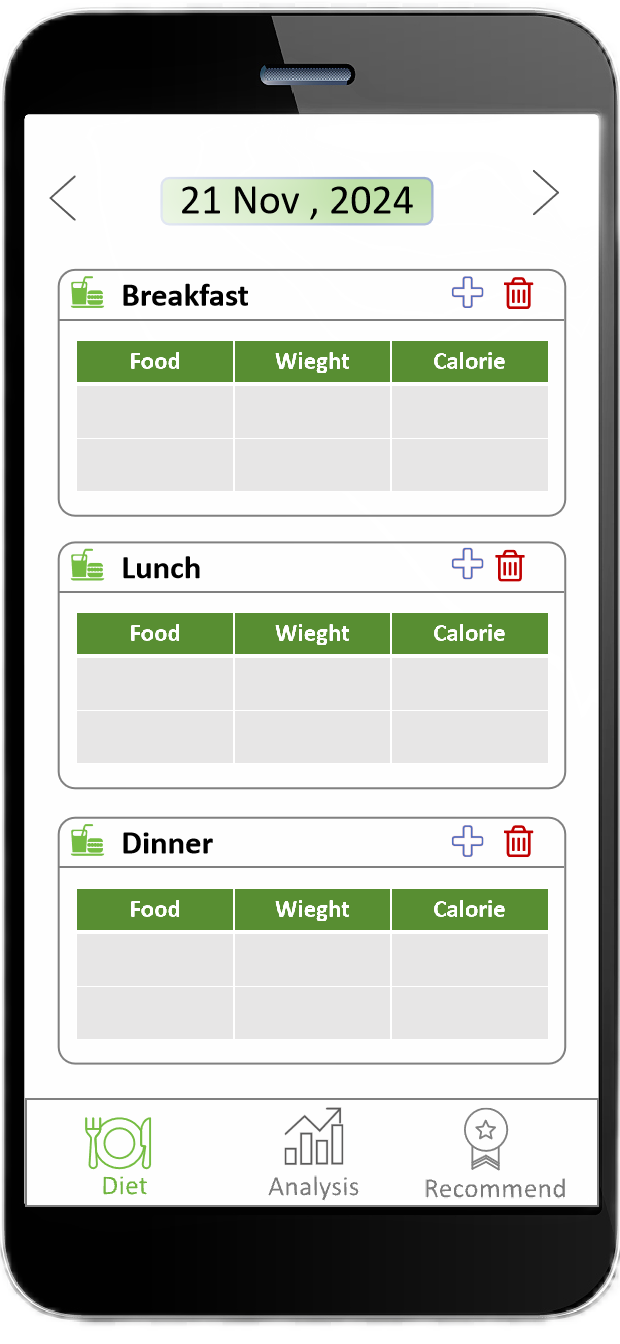 21 Nov , 2024
Breakfast
Food Wieght Calorie
Lunch
Food Wieght Calorie
Dinner
Food Wieght Calorie
Diet Analysis Recommend